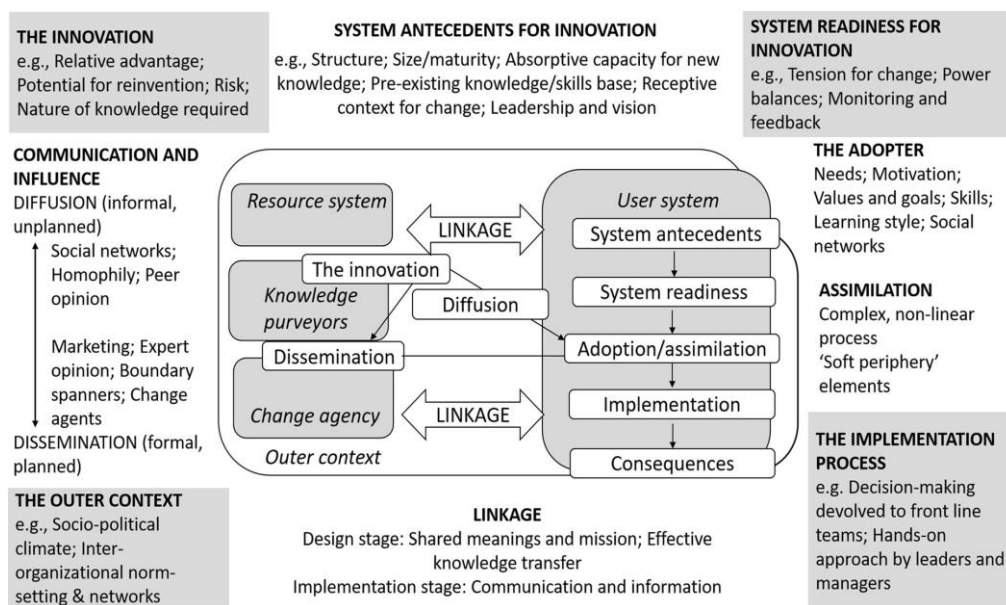 THE INNOVATION
e.g., Relative advantage;
Potential for reinvention; Risk;
Nature of knowledge required
SYSTEM ANTECEDENTS FOR INNOVATION
e.g., Structure; Size/maturity; Absorptive capacity for new
knowledge; Pre-existing knowledge/skills base; Receptive
context for change; Leadership and vision
SYSTEM READINESS FOR
INNOVATION
e.g., Tension for change; Power
balances; Monitoring and
feedback
COMMUNICATION AND
INFLUENCE
DIFFUSION (informal,
unplanned)
Social networks;
Homophily; Peer
opinion
Marketing; Expert
opinion; Boundary
spanners; Change
agents
DISSEMINATION (formal,
planned)
Resource system
LINKAGE
User system
System antecedents
The innovation
Knowledge
purveyors
Diffusion
System readiness
Dissemination
Adoption/assimilation
Implementation
Change agency
LINKAGE
Outer context
Consequences
THE ADOPTER
Needs; Motivation;
Values and goals; Skills;
Learning style; Social
networks
ASSIMILATION
Complex, non-linear
process
‘Soft periphery’
elements
THE OUTER CONTEXT
e.g., Socio-political
climate; Inter-
organizational norm-
setting & networks
LINKAGE
Design stage: Shared meanings and mission; Effective
knowledge transfer
Implementation stage: Communication and information
THE IMPLEMENTATION
PROCESS
e.g. Decision-making
devolved to front line
teams; Hands-on
approach by leaders and
managers